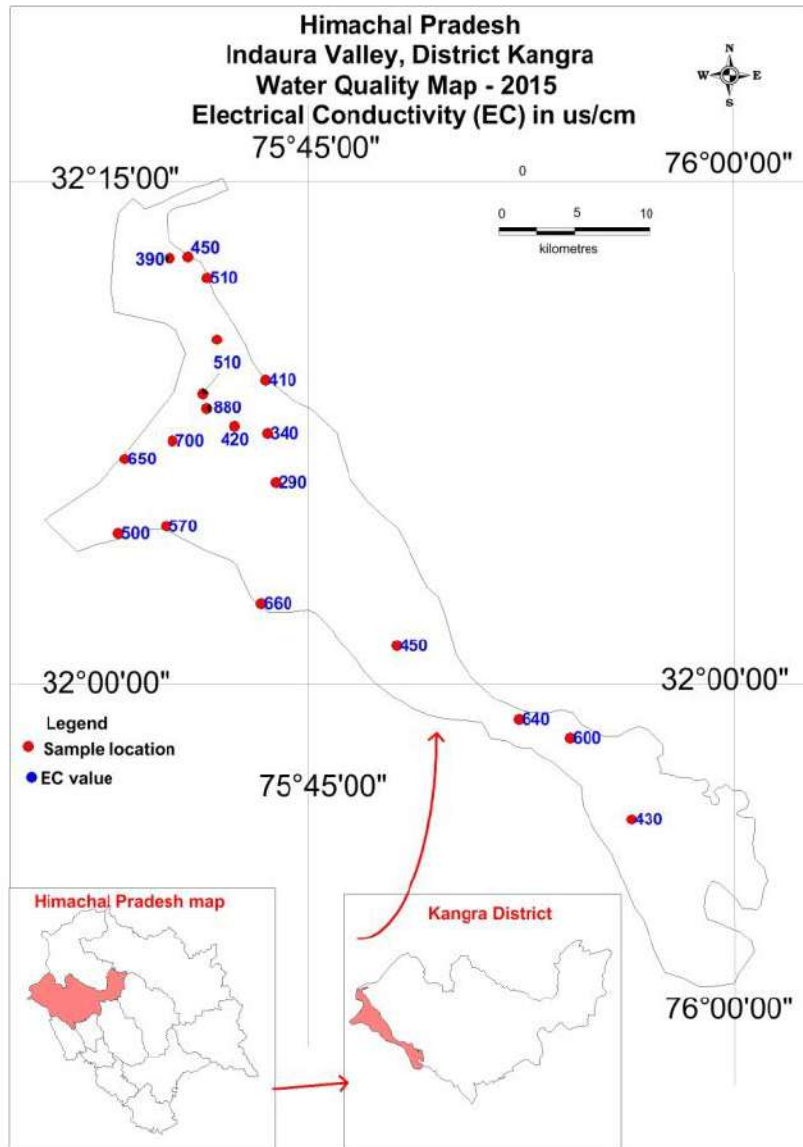 Himachal Pradesh
Indaura Valley, District Kangra
Water Quality Map - 2015
Electrical Conductivity (EC) in us/cm
N
W E
S
75°45'00"
76°00'00"
32°15'00"
0
0 5 10
kilometres
390
450
510
510
410
880
420
340
700
650
290
570
500
660
450
32°00'00"
32°00'00"
640
600
Legend
Sample location
EC value
75°45'00"
430
Himachal Pradesh map
Kangra District
76°00'00"